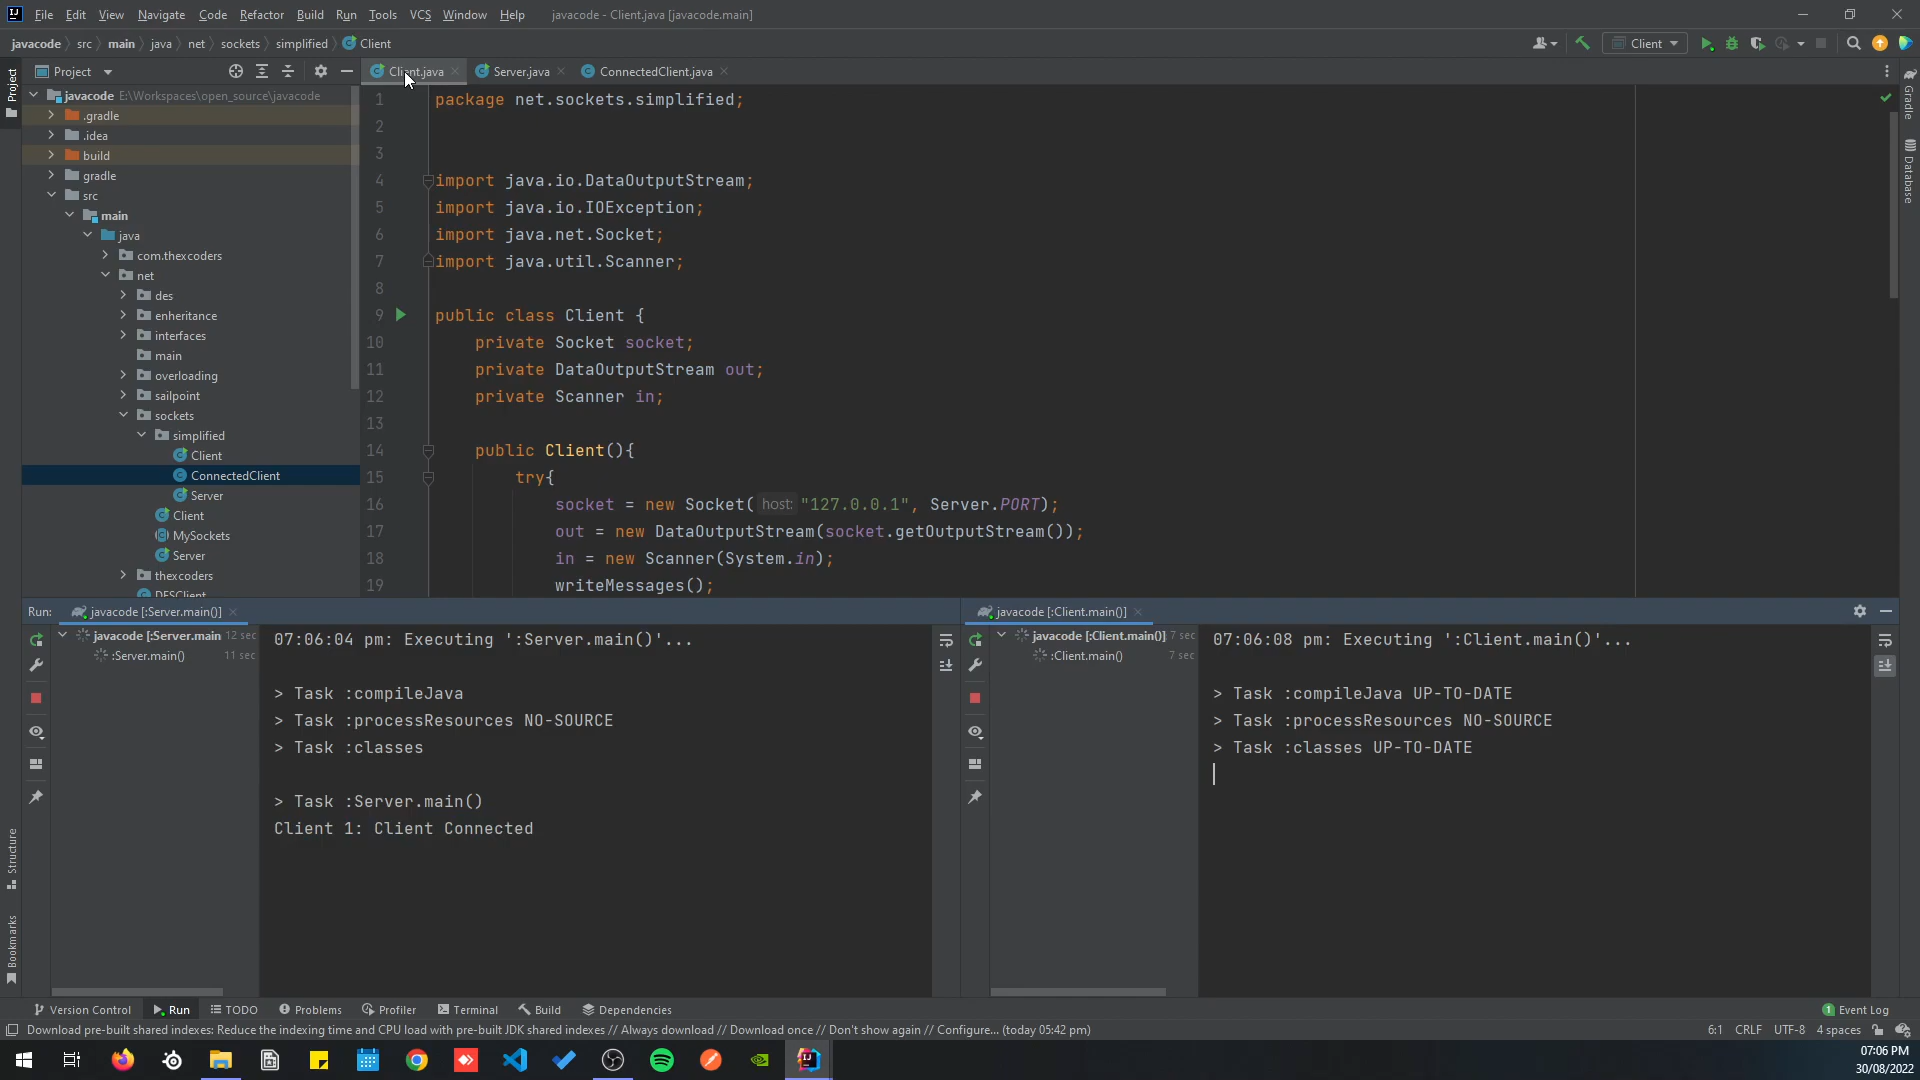 File Edit View Navigate Code Refactor Build Run Tools VCS Window Help javacode - Client.java [javacode.main]
javacode src main java net sockets simplified Client
Client
Project
Client.java Server.java ConnectedClient.java
Project
javacode E:\Workspaces\open_source\javacode
.gradle
.idea
build
gradle
src
main
java
com.thexcoders
net
des
enheritance
interfaces
main
overloading
sailpoint
sockets
simplified
Client
ConnectedClient
Server
Client
MySockets
Server
thexcoders
DESClient
1 package net.sockets.simplified;
2
3
4 import java.io.DataOutputStream;
5 import java.io.IOException;
6 import java.net.Socket;
7 import java.util.Scanner;
8
9 public class Client {
10 private Socket socket;
11 private DataOutputStream out;
12 private Scanner in;
13
14 public Client(){
15 try{
16 socket = new Socket( host: "127.0.0.1", Server.PORT);
17 out = new DataOutputStream(socket.getOutputStream());
18 in = new Scanner(System.in);
19 writeMessages();
Gradle
Database
Run: javacode [:Server.main()]
javacode [:Server.main 12 sec
:Server.main() 11 sec
07:06:04 pm: Executing ':Server.main()'...
> Task :compileJava
> Task :processResources NO-SOURCE
> Task :classes
> Task :Server.main()
Client 1: Client Connected
javacode [:Client.main()]
javacode [:Client.main()] 7 sec
:Client.main() 7 sec
07:06:08 pm: Executing ':Client.main()'...
> Task :compileJava UP-TO-DATE
> Task :processResources NO-SOURCE
> Task :classes UP-TO-DATE
Structure
Bookmarks
Version Control Run TODO Problems Profiler Terminal Build Dependencies
1 Event Log
Download pre-built shared indexes: Reduce the indexing time and CPU load with pre-built JDK shared indexes // Always download // Download once // Don't show again // Configure... (today 05:42 pm)
6:1 CRLF UTF-8 4 spaces
07:06 PM
30/08/2022